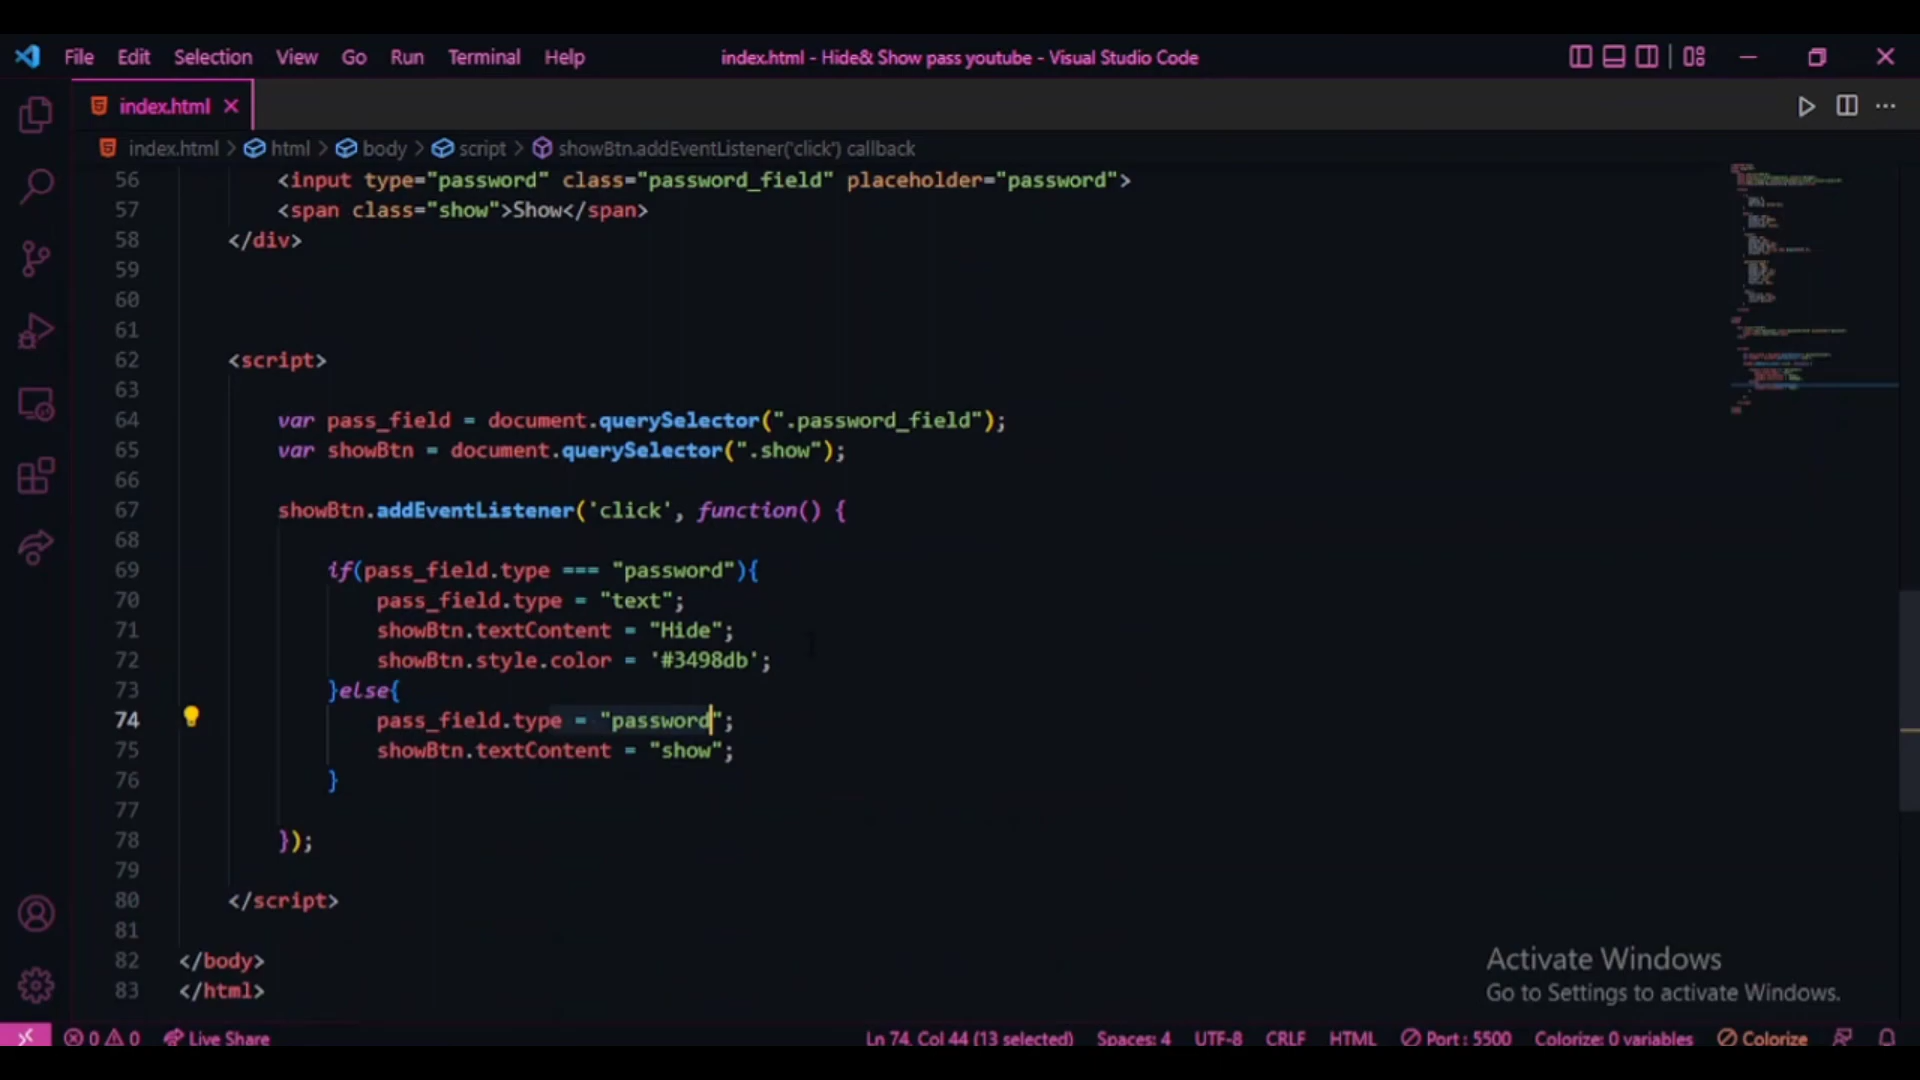 File Edit Selection View Go Run Terminal Help index.html - Hide& Show pass youtube - Visual Studio Code
index.html
index.html > html > body > script > showBtn.addEventListener('click') callback
56 <input type="password" class="password_field" placeholder="password">
57 <span class="show">Show</span>
58 </div>
59
60
61
62 <script>
63
64 var pass_field = document.querySelector(".password_field");
65 var showBtn = document.querySelector(".show");
66
67 showBtn.addEventListener('click', function() {
68
69 if(pass_field.type === "password"){
70 pass_field.type = "text";
71 showBtn.textContent = "Hide";
72 showBtn.style.color = '#3498db';
73 }else{
74 pass_field.type = "password";
75 showBtn.textContent = "show";
76 }
77
78 });
79
80 </script>
81
82 </body>
83 </html>
Activate Windows
Go to Settings to activate Windows.
0 0 Live Share Ln 74, Col 44 (13 selected) Spaces: 4 UTF-8 CRLF HTML Port : 5500 Colorize: 0 variables Colorize